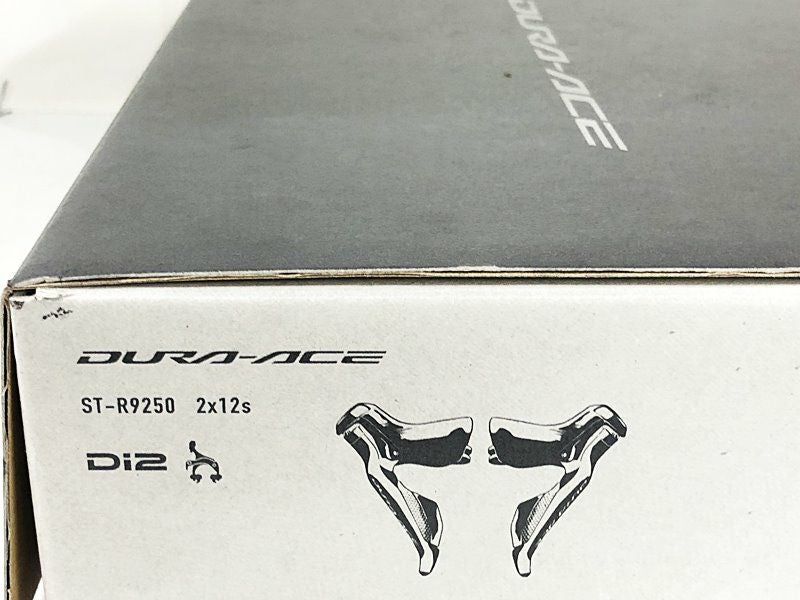 DURA-ACE
DURA-ACE
ST-R9250 2x12s
Di2